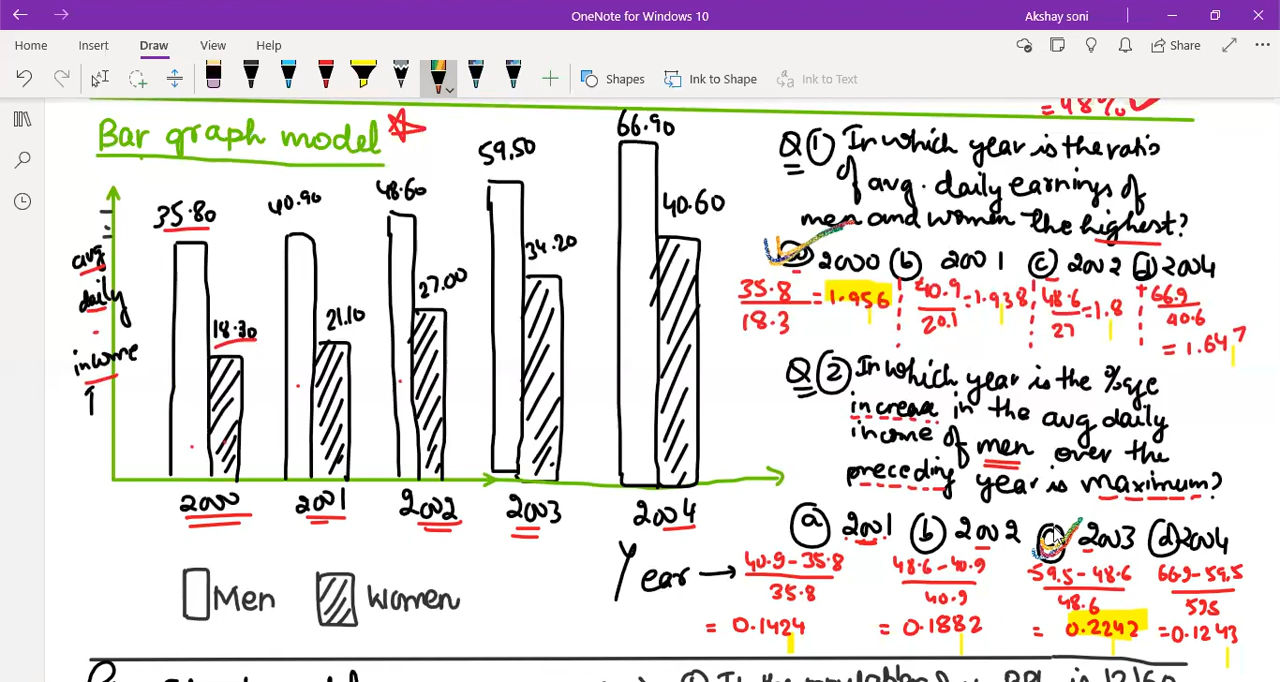 OneNote for Windows 10
Akshay soni
Home Insert Draw View Help
Share
Shapes
Ink to Shape
Ink to Text
= 48%
Bar graph model
35.80
18.30
40.90
21.10
48.60
27.00
59.50
34.20
66.90
40.60
avg
daily
income
2000 2001 2002 2003 2004
Year →
Men
Women
Q(1) In which year is the ratio
of avg. daily earnings of
men and women the highest?
(a) 2000 (b) 2001 (c) 2002 (d) 2004
35.8/18.3 = 1.956
40.9/20.1 = 1.938
48.6/27 = 1.8
66.9/40.6
= 1.647
Q(2) In which year is the %age
increase in the avg daily
income of men over the
preceding year is maximum?
(a) 2001 (b) 2002 (c) 2003 (d) 2004
40.9-35.8/35.8
= 0.1424
48.6-40.9/40.9
= 0.1882
59.5-48.6/48.6
= 0.2242
66.9-59.5/595
= 0.1243